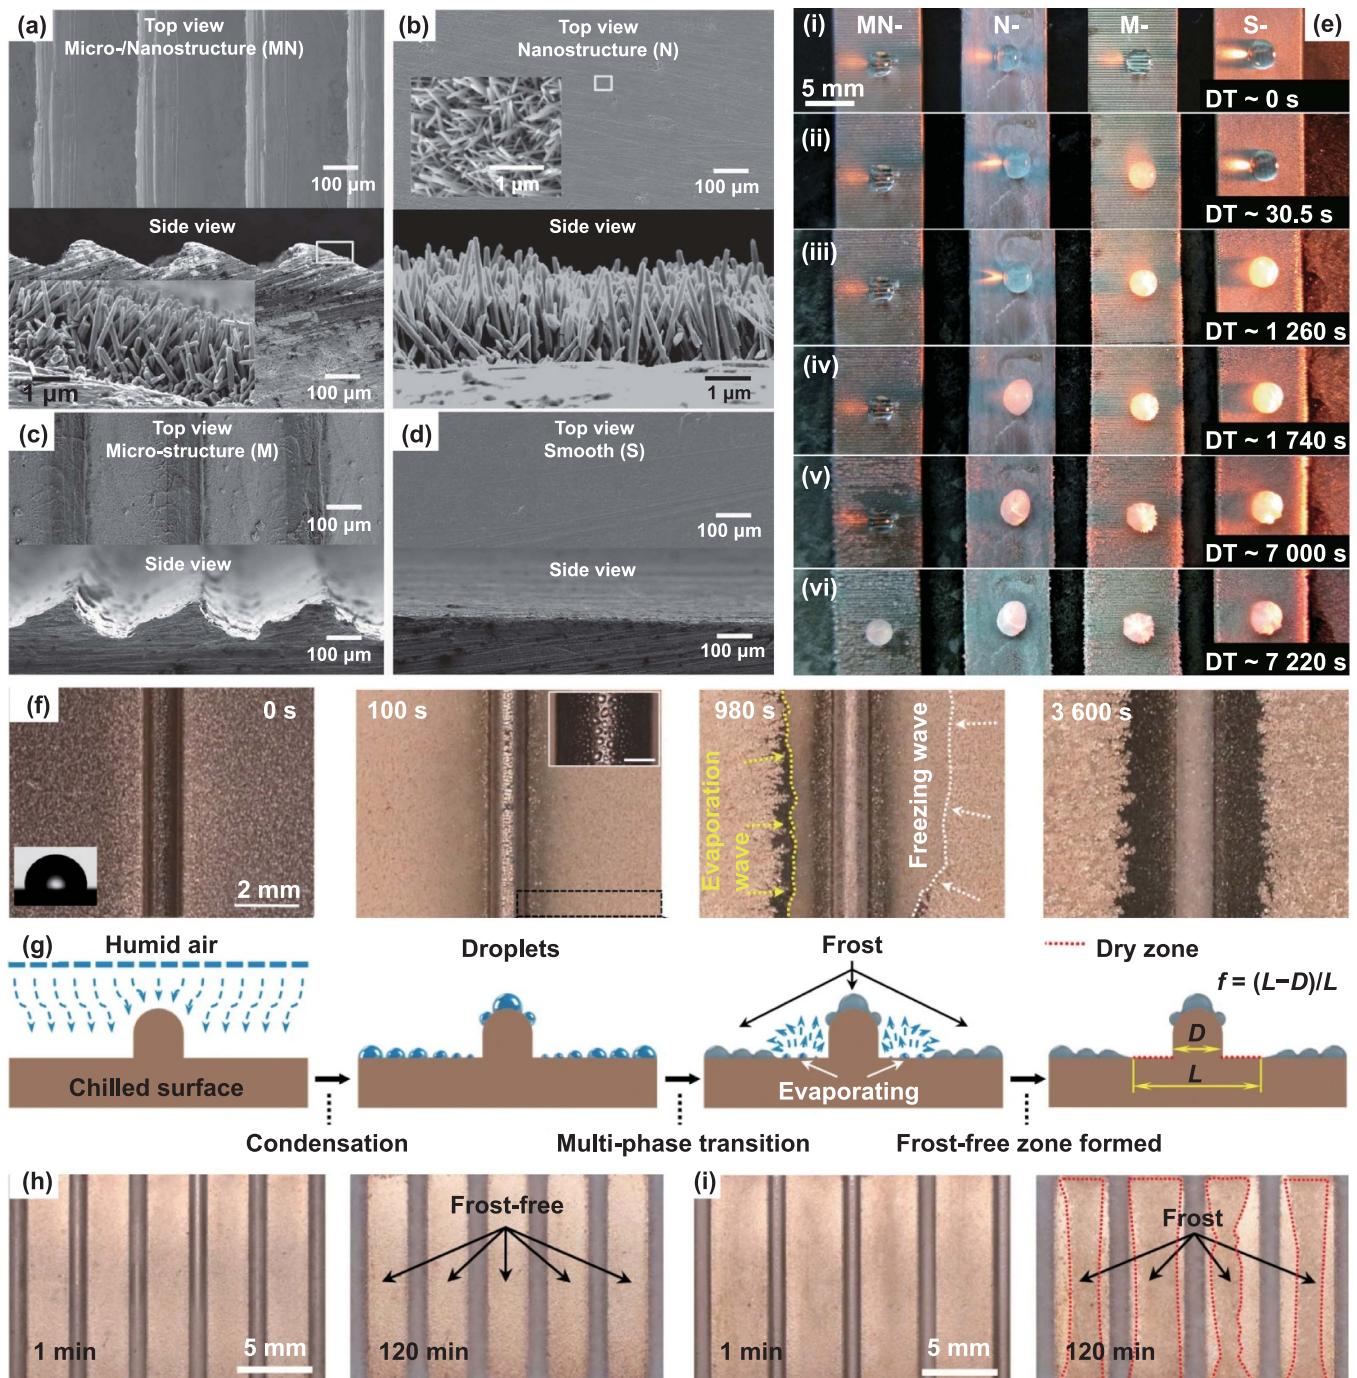 (a)
Top view
Micro-/Nanostructure (MN)
100 µm
Side view
1 µm
100 µm
(b)
Top view
Nanostructure (N)
1 µm
100 µm
Side view
1 µm
(c)
Top view
Micro-structure (M)
100 µm
Side view
100 µm
(d)
Top view
Smooth (S)
100 µm
Side view
100 µm
(e)
(i)
MN-
N-
M-
S-
5 mm
DT ~ 0 s
(ii)
DT ~ 30.5 s
(iii)
DT ~ 1 260 s
(iv)
DT ~ 1 740 s
(v)
DT ~ 7 000 s
(vi)
DT ~ 7 220 s
(f)
0 s
2 mm
100 s
980 s
Evaporation
wave
Freezing wave
3 600 s
(g)
Humid air
Droplets
Frost
Dry zone
f = (L−D)/L
D
L
Chilled surface
Evaporating
Condensation
Multi-phase transition
Frost-free zone formed
(h)
1 min
5 mm
Frost-free
120 min
(i)
1 min
5 mm
Frost
120 min